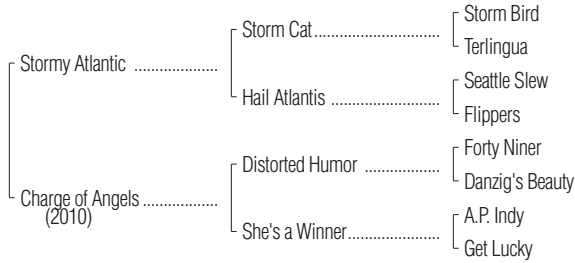 Storm Bird
Storm Cat
Terlingua
Stormy Atlantic
Seattle Slew
Hail Atlantis
Flippers
Forty Niner
Distorted Humor
Danzig's Beauty
Charge of Angels
(2010)
A.P. Indy
She's a Winner
Get Lucky